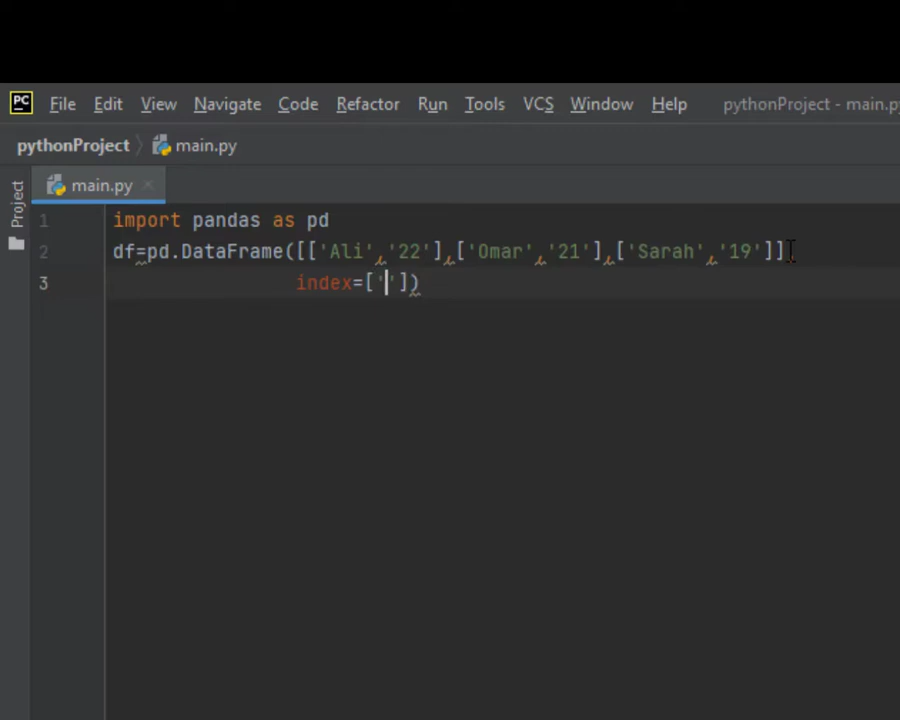 PC File Edit View Navigate Code Refactor Run Tools VCS Window Help pythonProject - main.py
pythonProject main.py
Project
main.py
1 import pandas as pd
2 df=pd.DataFrame([['Ali','22'],['Omar','21'],['Sarah','19']],
3 index=[''])